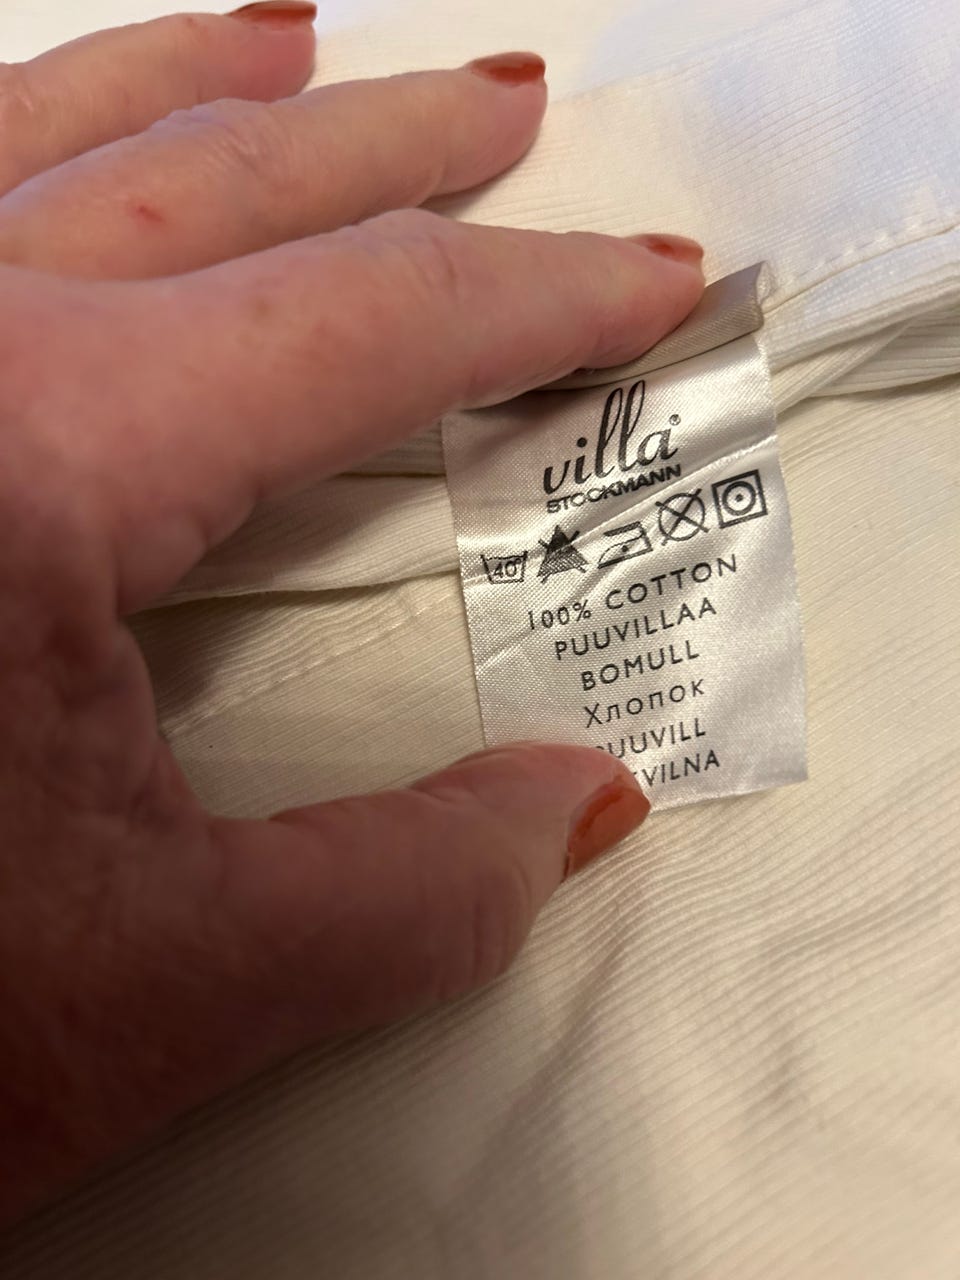 villa®
STOCKMANN
40°
100% COTTON
PUUVILLAA
BOMULL
Хлопок